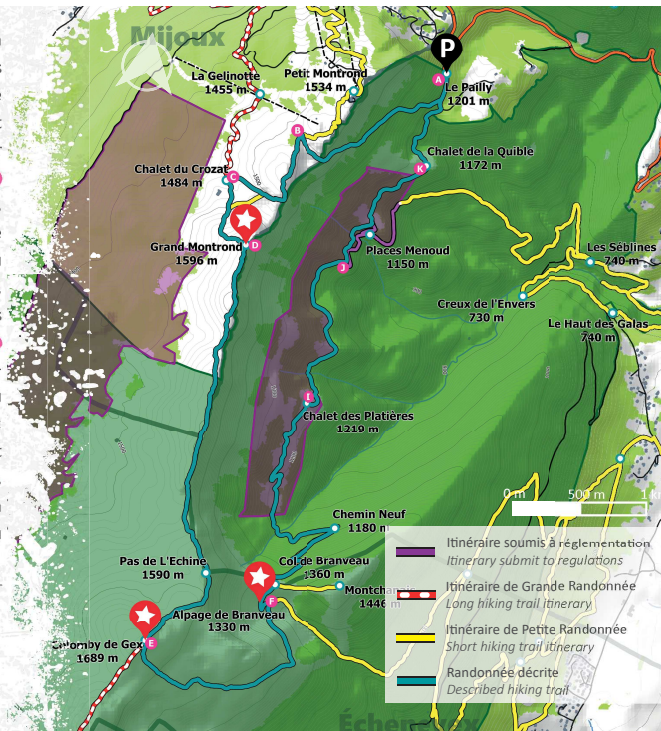 Mijoux
P
La Gelinotte
1455 m
Petit Montrond
1534 m
A
Le Pailly
1201 m
B
Chalet de la Quible
1172 m
K
Chalet du Crozat
1484 m
C
Grand Montrond
1596 m
D
Places Menoud
1150 m
J
Les Séblines
740 m
Creux de l'Envers
730 m
Le Haut des Galas
740 m
I
Chalet des Platières
1219 m
0 m 500 m 1
Chemin Neuf
1180
Pas de L'Echine
1590 m
Col de Branveau
1360 m
Alpage de Branveau
1330 m
F
1446
Colomby de Gex
1689 m
E
Itinéraire soumis à réglementation
Itinerary submit to regulations
Itinéraire de Grande Randonnée
Long hiking trail itinerary
Itinéraire de Petite Randonnée
Short hiking trail itinerary
Randonnée décrite
Described hiking trail
Échenevex